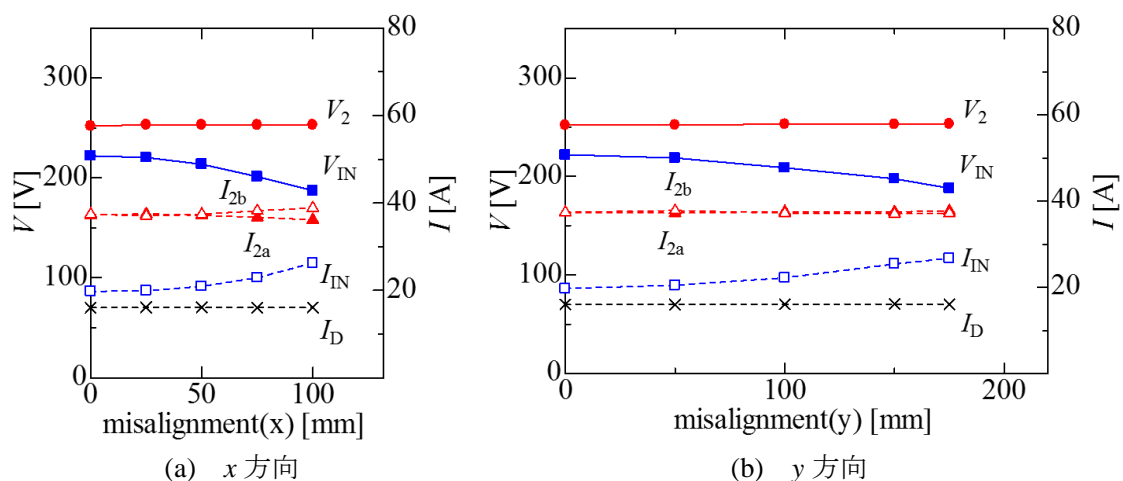 V [V]
300
200
100
0
80
60
40
20
I [A]
V2
VIN
I2b
I2a
IIN
ID
0 50 100
misalignment(x) [mm]
(a) x 方向
V [V]
300
200
100
0
80
60
40
20
I [A]
V2
VIN
I2b
I2a
IIN
ID
0 100 200
misalignment(y) [mm]
(b) y 方向